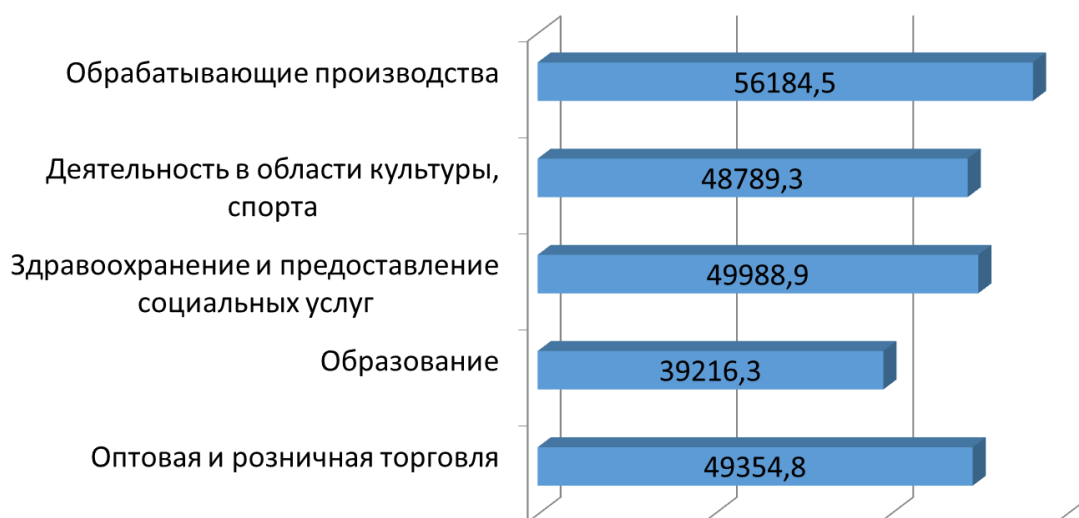 Обрабатывающие производства
56184,5
Деятельность в области культуры,
спорта
48789,3
Здравоохранение и предоставление
социальных услуг
49988,9
Образование
39216,3
Оптовая и розничная торговля
49354,8